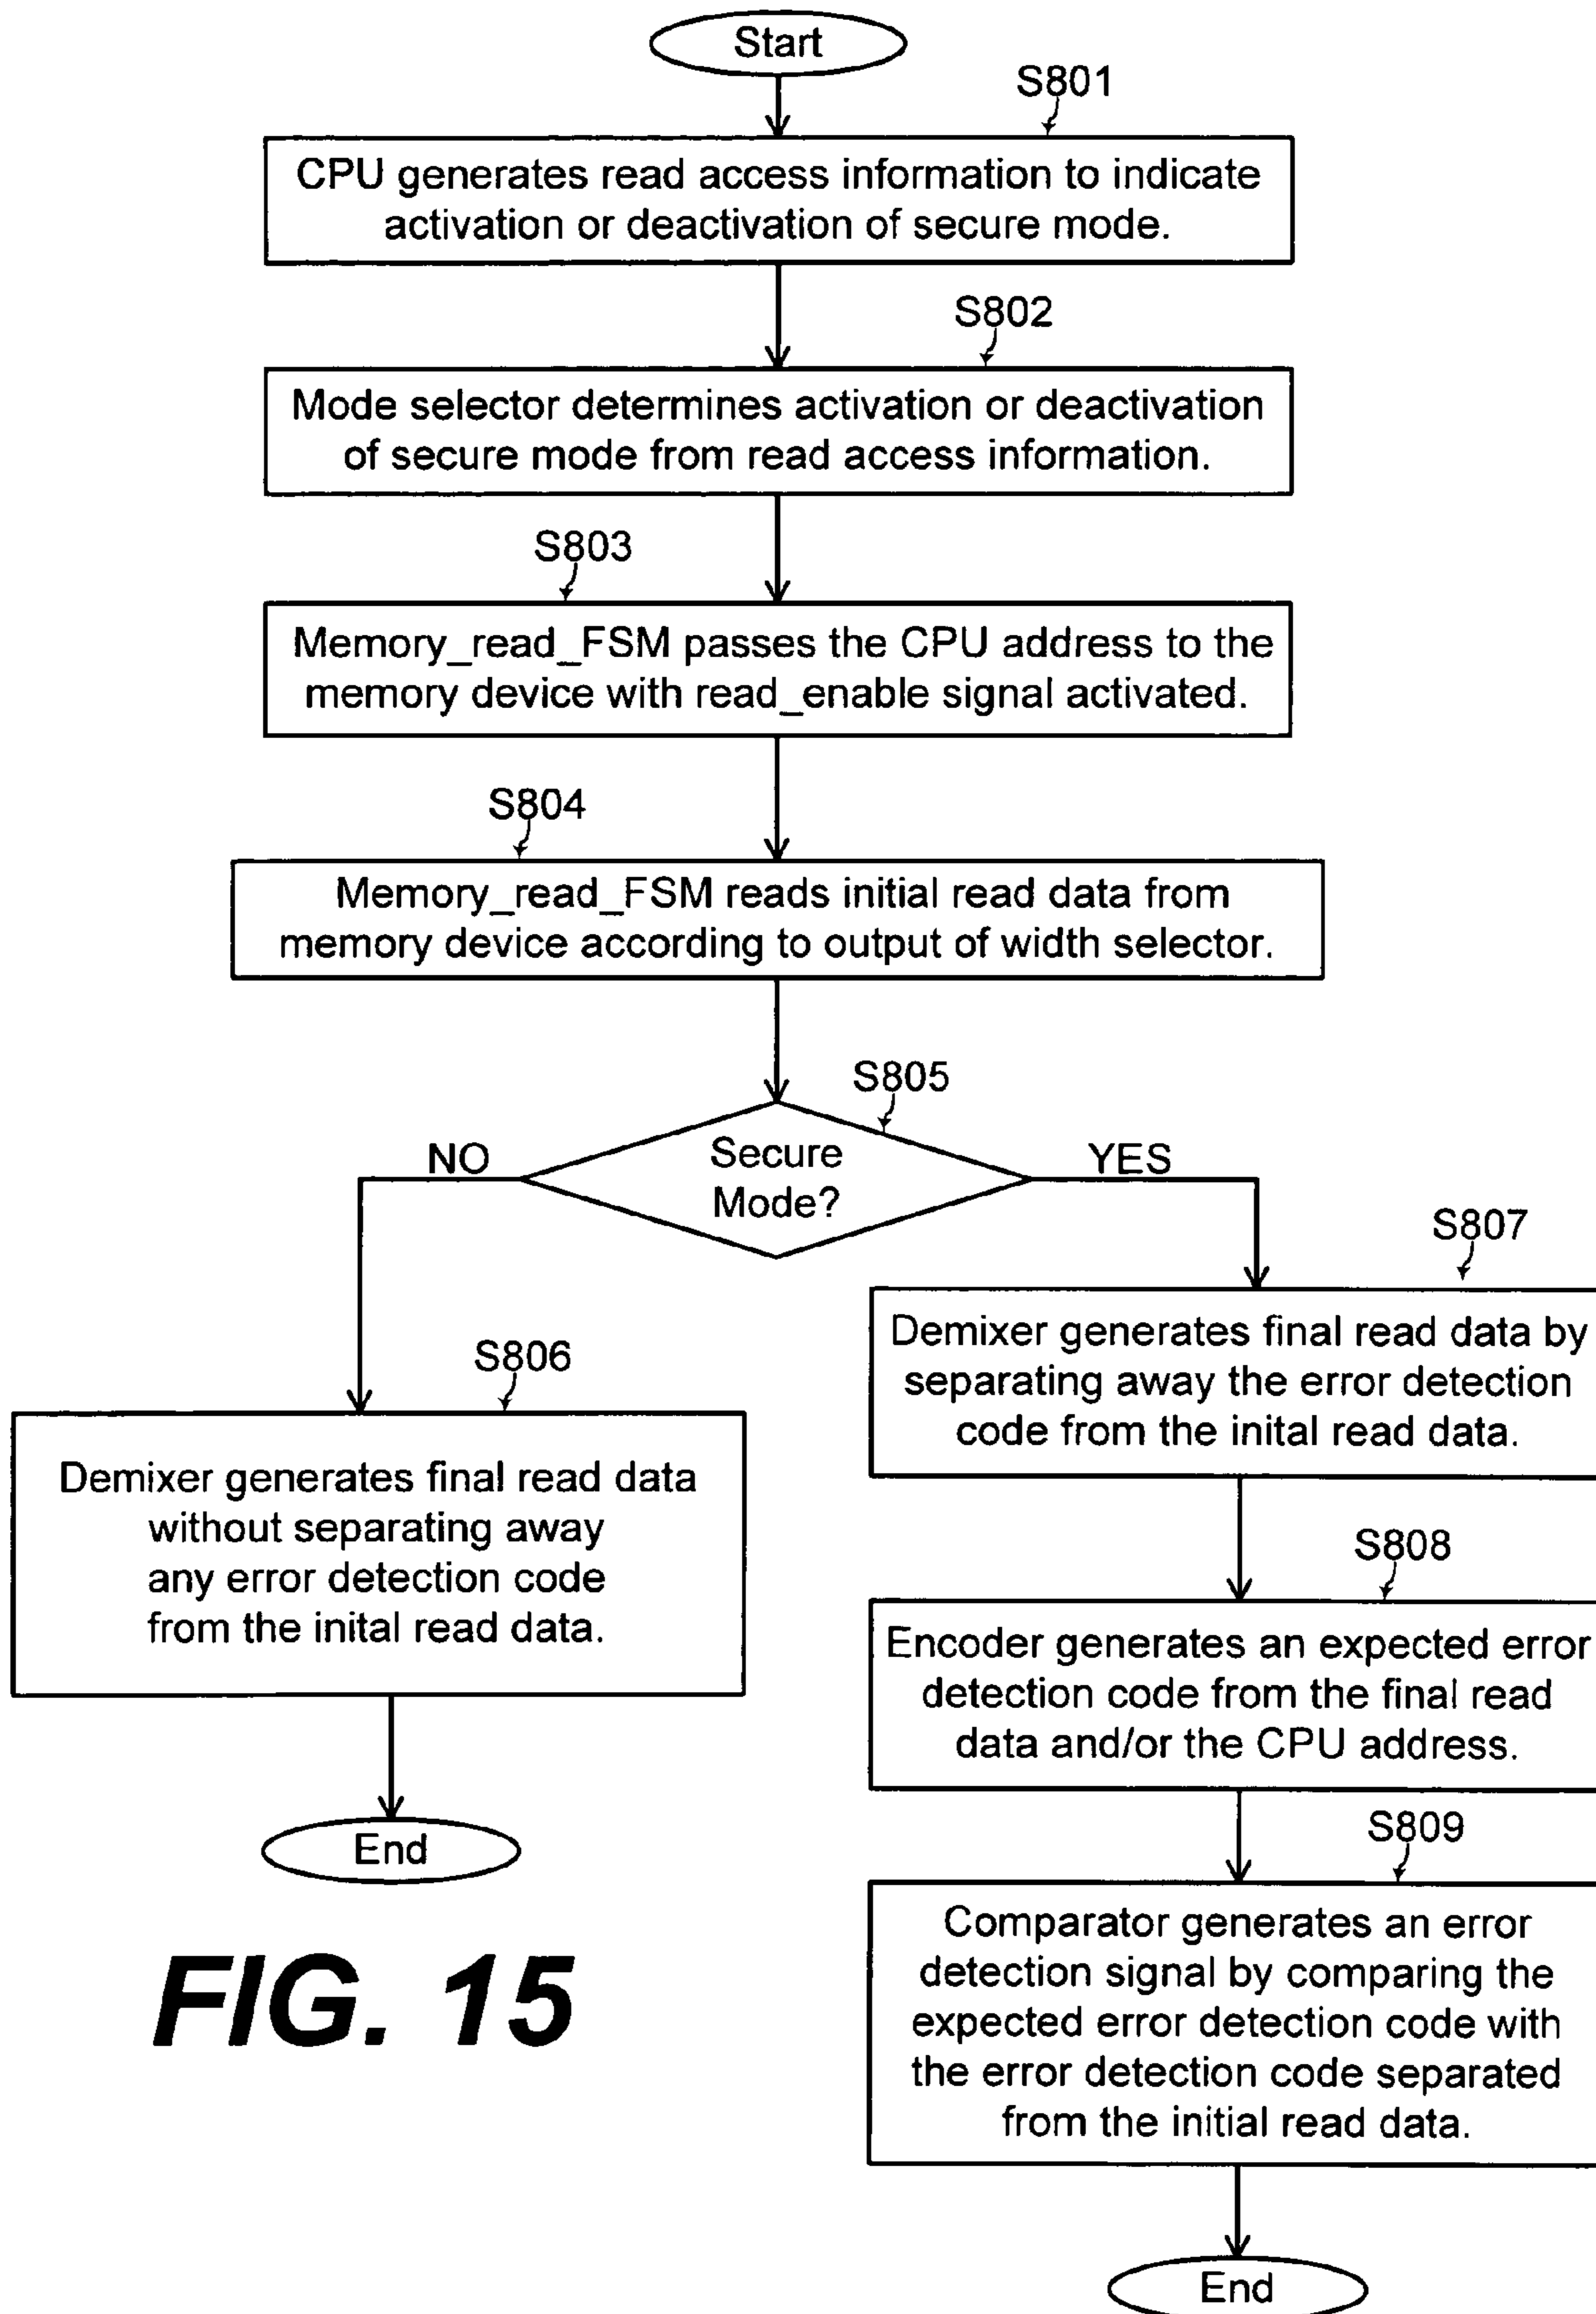 Start
S801
CPU generates read access information to indicate
activation or deactivation of secure mode.
S802
Mode selector determines activation or deactivation
of secure mode from read access information.
S803
Memory_read_FSM passes the CPU address to the
memory device with read_enable signal activated.
S804
Memory_read_FSM reads initial read data from
memory device according to output of width selector.
S805
Secure
Mode?
NO
YES
S806
Demixer generates final read data
without separating away
any error detection code
from the inital read data.
End
S807
Demixer generates final read data by
separating away the error detection
code from the inital read data.
S808
Encoder generates an expected error
detection code from the final read
data and/or the CPU address.
S809
Comparator generates an error
detection signal by comparing the
expected error detection code with
the error detection code separated
from the initial read data.
End
FIG. 15